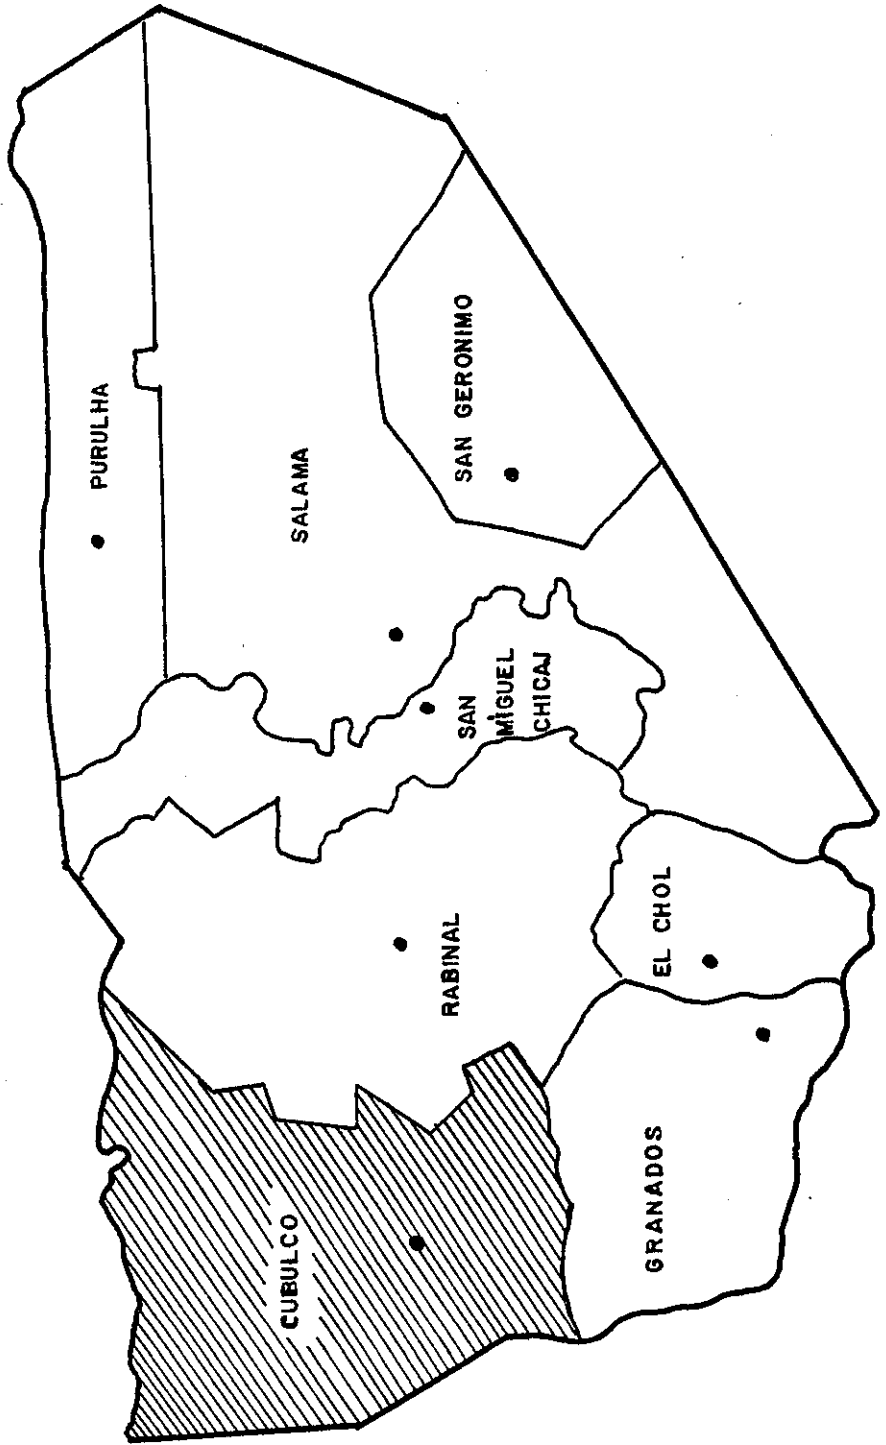 PURULHA
SALAMA
SAN GERONIMO
SAN
MIGUEL
CHICAJ
RABINAL
EL CHOL
CUBULCO
GRANADOS